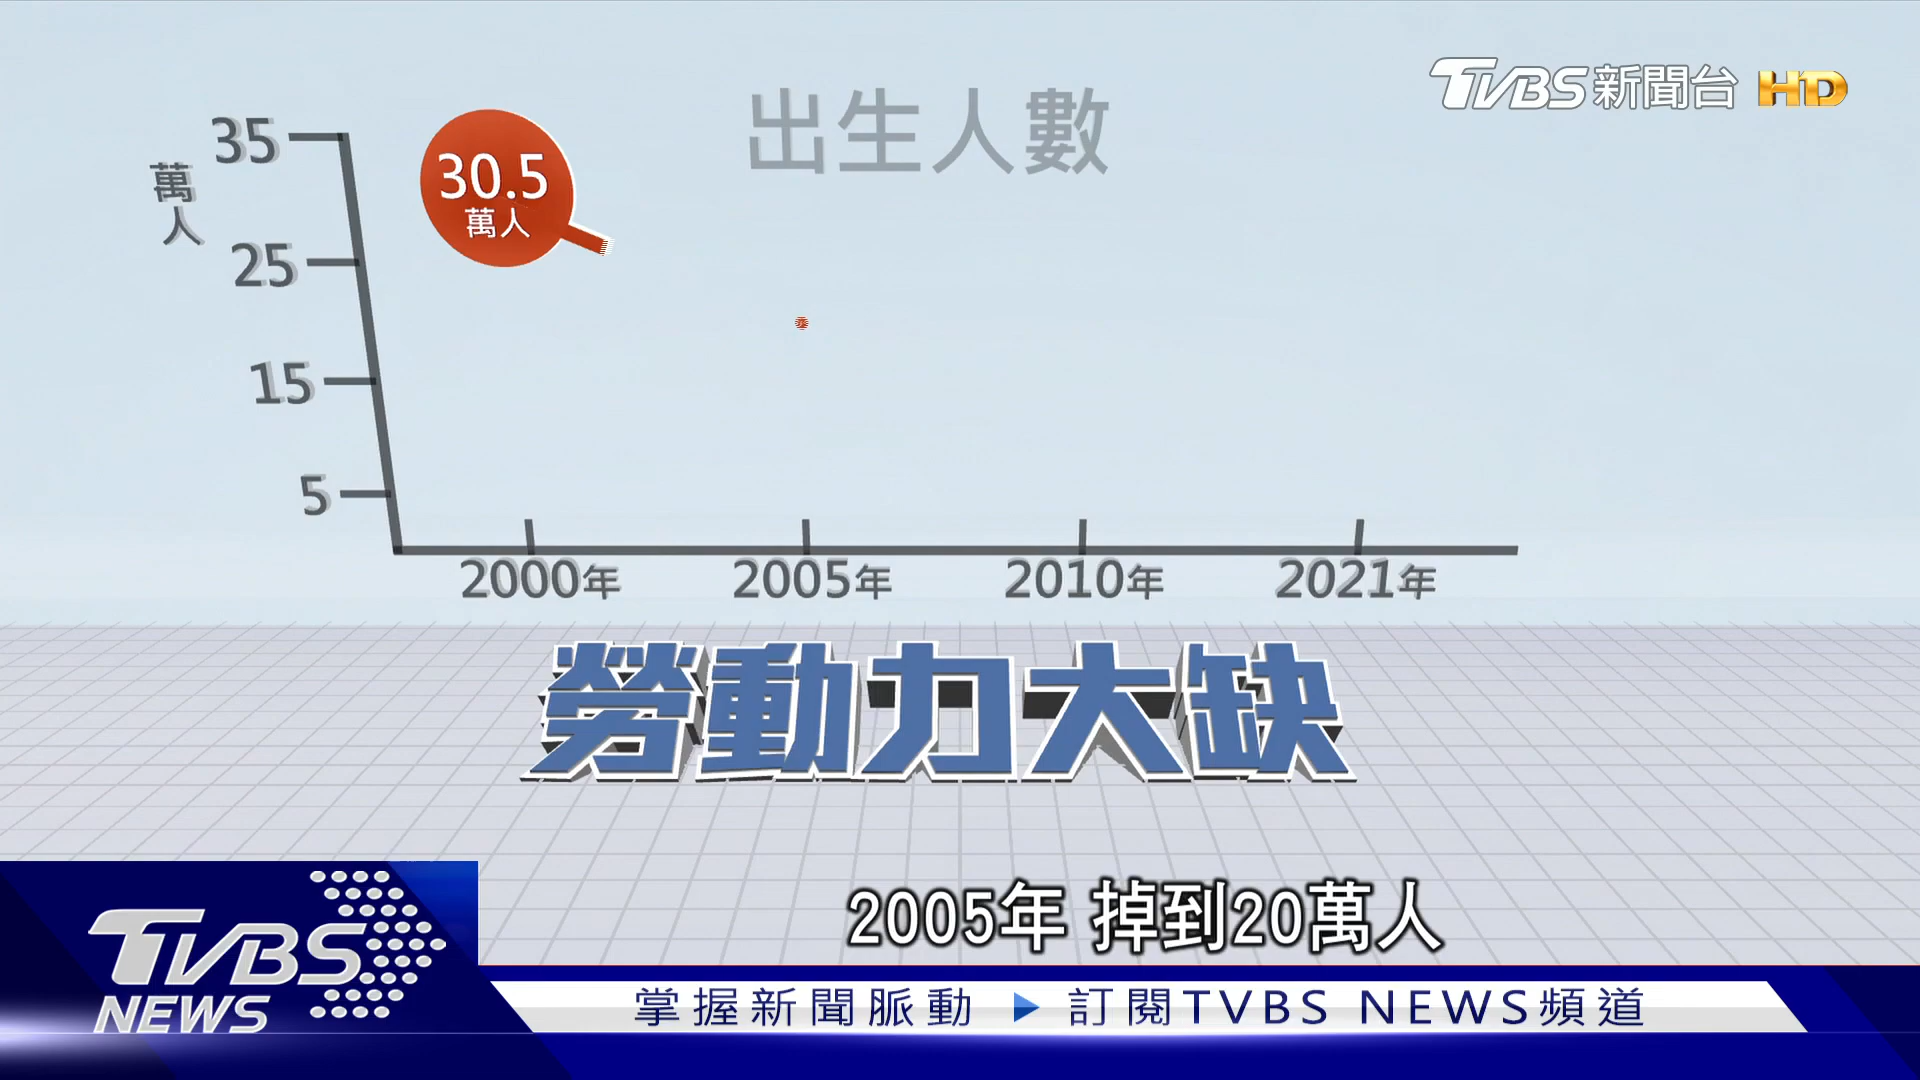 TVBS新聞台 HD
出生人數
萬人
35
25
15
5
30.5
萬人
2000年
2005年
2010年
2021年
勞動力大缺
2005年 掉到20萬人
TVBS
NEWS
掌握新聞脈動 ▶ 訂閱TVBS NEWS頻道